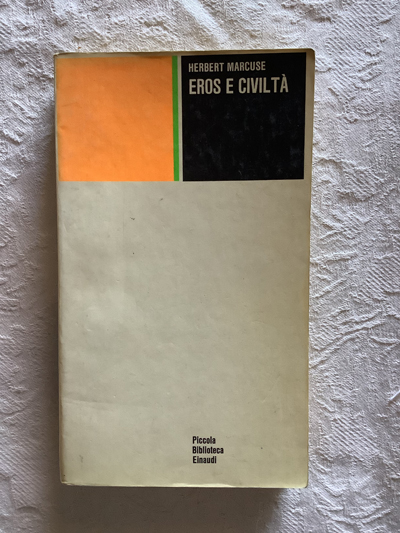 HERBERT MARCUSE
EROS E CIVILTÀ
Piccola
Biblioteca
Einaudi